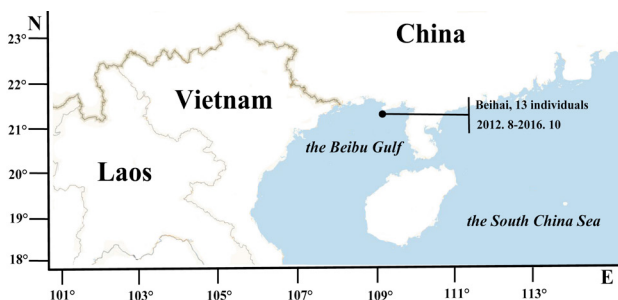 N
23°
22°
21°
20°
19°
18°
China
Vietnam
Laos
Beihai, 13 individuals
2012. 8-2016. 10
the Beibu Gulf
the South China Sea
101° 103° 105° 107° 109° 111° 113° E